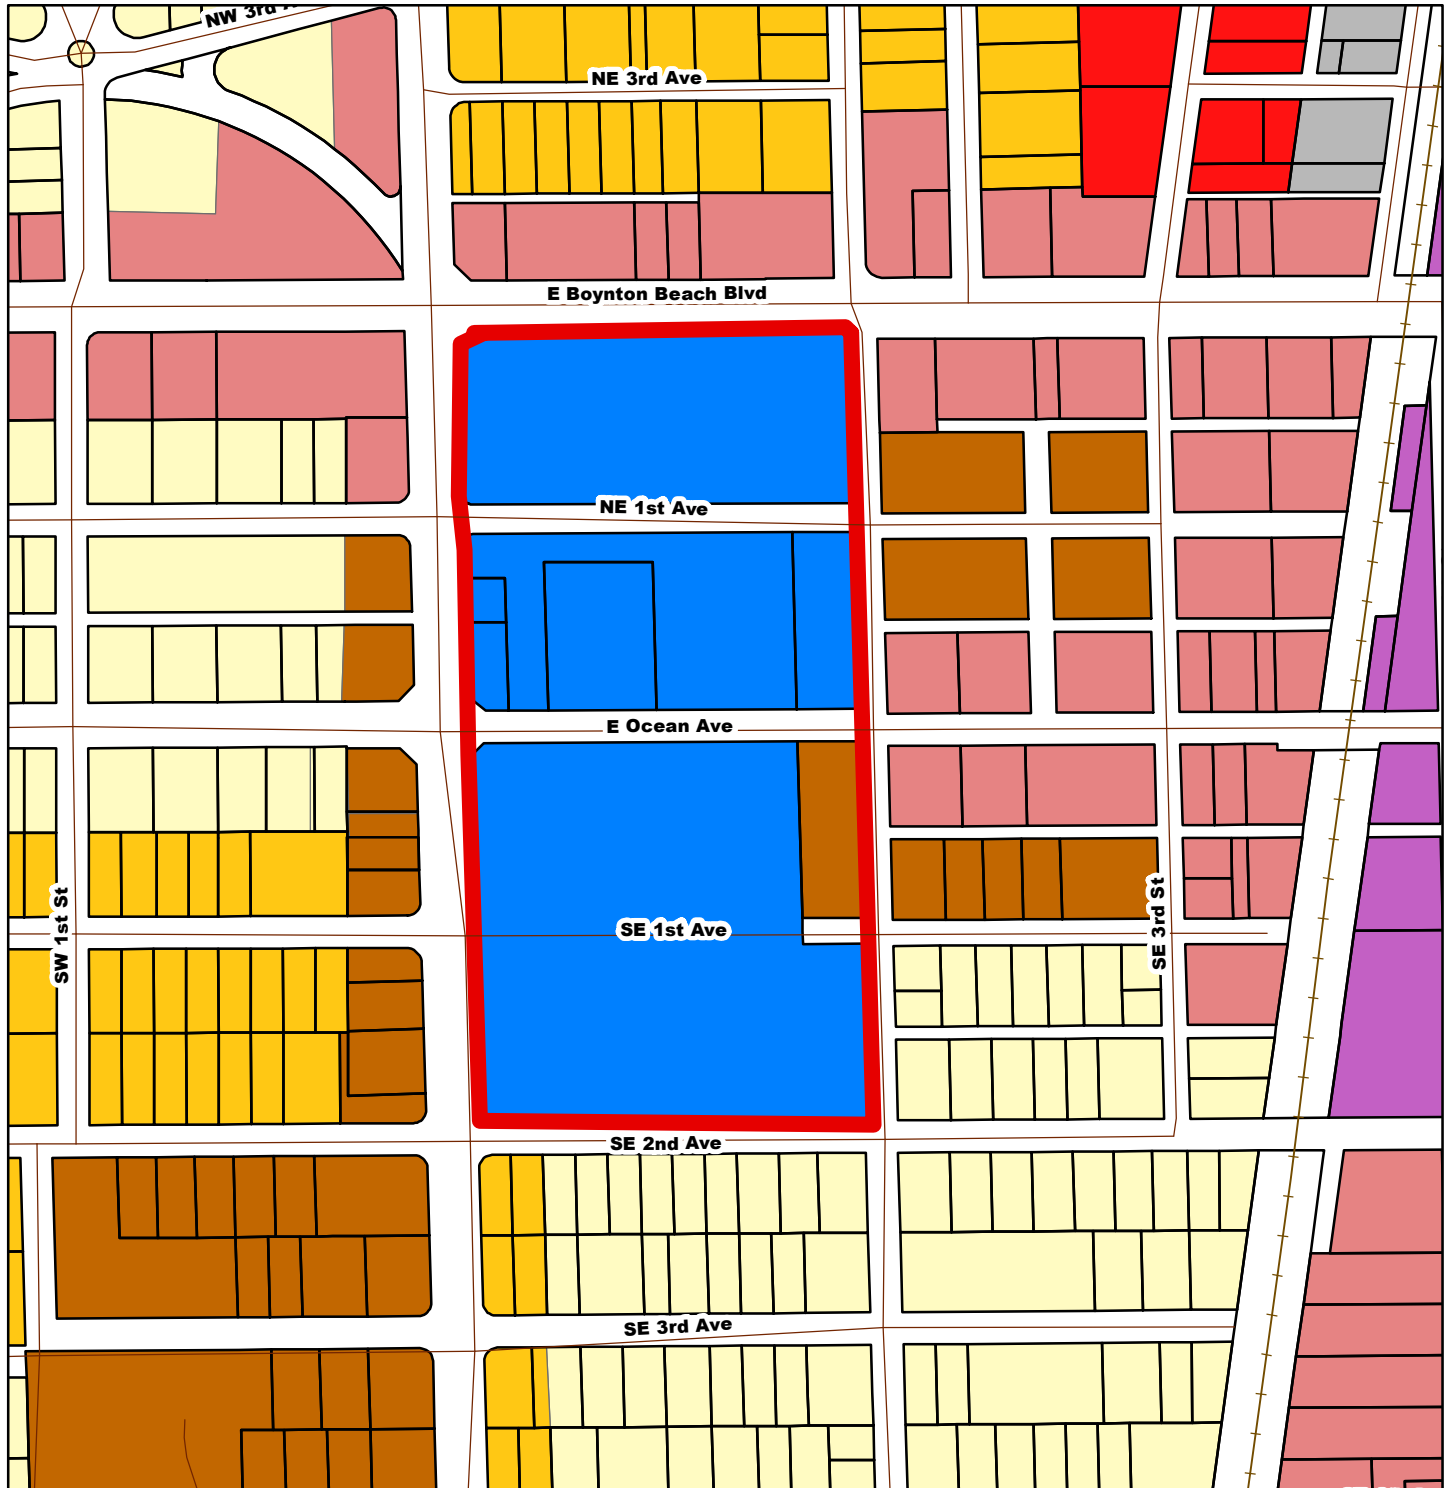 NW 3rd
NE 3rd Ave
E Boynton Beach Blvd
NE 1st Ave
E Ocean Ave
SW 1st St
SE 1st Ave
SE 3rd St
SE 2nd Ave
SE 3rd Ave